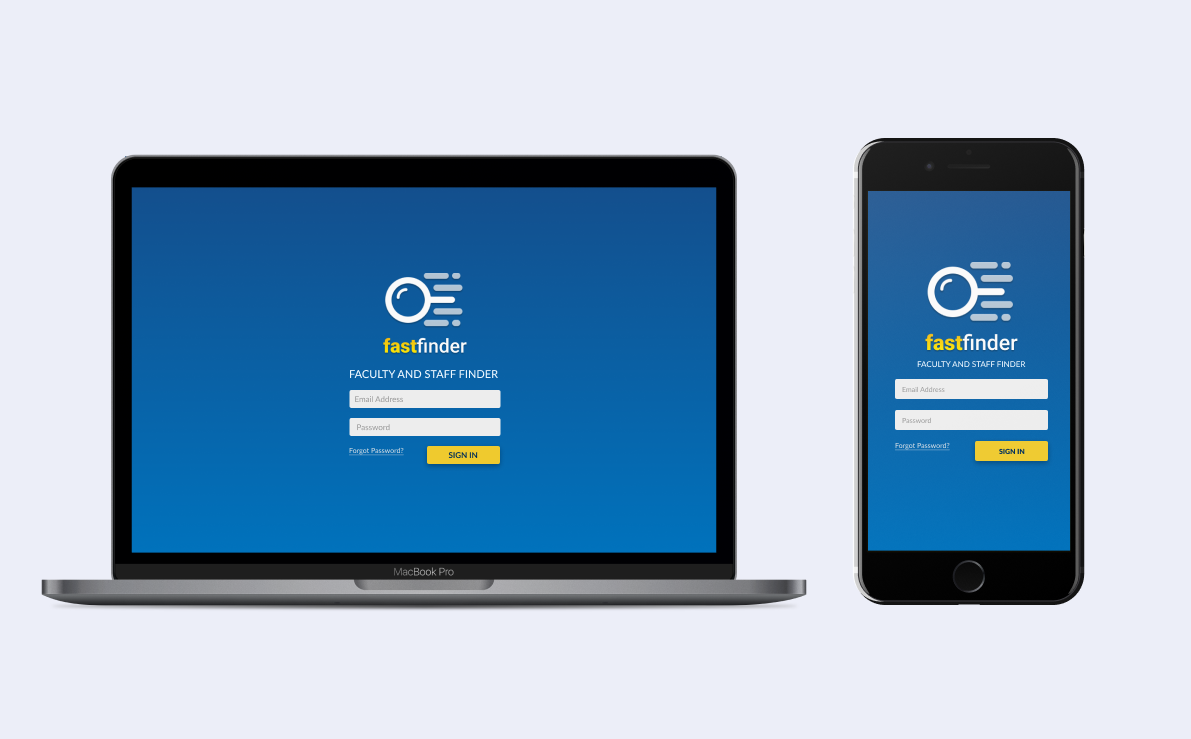 fastfinder
FACULTY AND STAFF FINDER
Email Address
Password
Forgot Password?
SIGN IN
MacBook Pro
fastfinder
FACULTY AND STAFF FINDER
Email Address
Password
Forgot Password?
SIGN IN